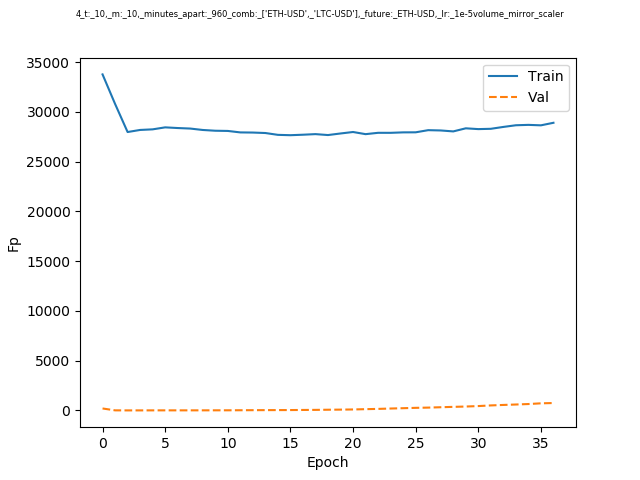 4_t:_10,_m:_10,_minutes_apart:_960_comb:_['ETH-USD',_'LTC-USD'],_future:_ETH-USD,_lr:_1e-5volume_mirror_scaler
35000
Train
Val
30000
25000
20000
Fp
15000
10000
5000
0
0 5 10 15 20 25 30 35
Epoch